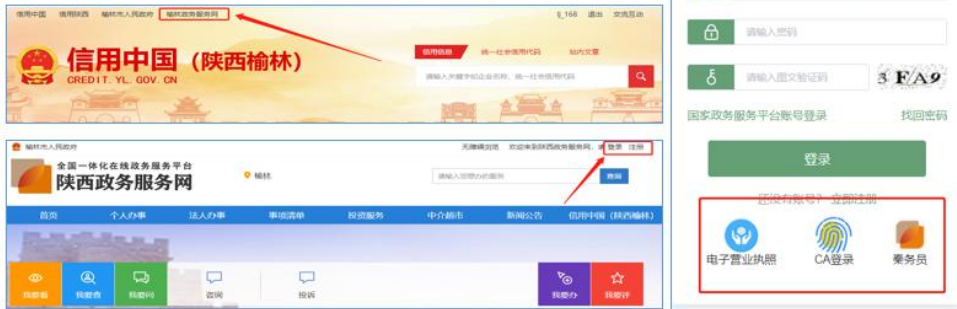 信用中国 信用陕西 榆林市人民政府 榆林政务服务网
lj_168 退出 交流互动
信用中国(陕西榆林)
CREDIT. YL. GOV. CN
信用信息 统一社会信用代码 站内文章
请输入关键字如企业名称、统一社会信用代码
榆林市人民政府
无障碍浏览 欢迎来到陕西政务服务网,请 登录 注册
全国一体化在线政务服务平台
陕西政务服务网
榆林
请输入您想办的服务
查询
首页 个人办事 法人办事 事项清单 投资服务 中介超市 新闻公告 信用中国(陕西榆林)
我要看 我要查 我要问 咨询 投诉 我要办 我要评
请输入密码
请输入图文验证码
3 FA9
国家政务服务平台账号登录 找回密码
登录
还没有账号? 立即注册
电子营业执照 CA登录 秦务员